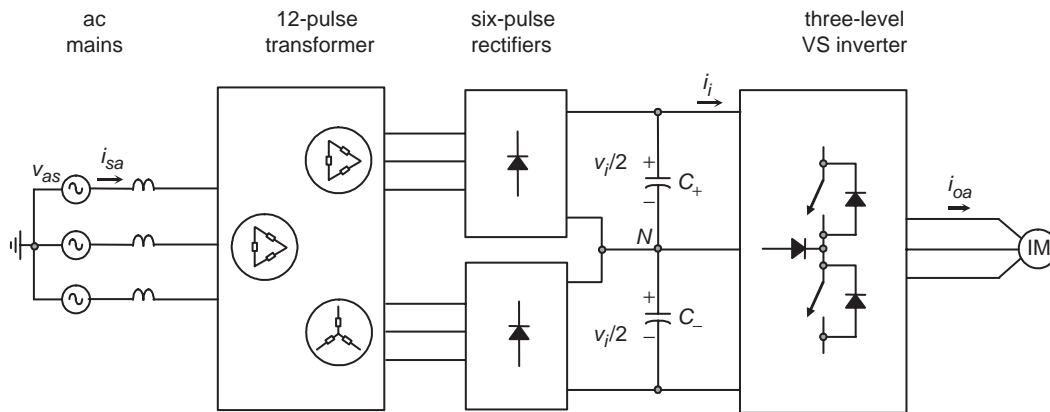 ac
mains
12-pulse
transformer
six-pulse
rectifiers
three-level
VS inverter
v_as
i_sa
v_i/2
+
−
C_+
i_i
N
v_i/2
+
−
C_−
i_oa
IM